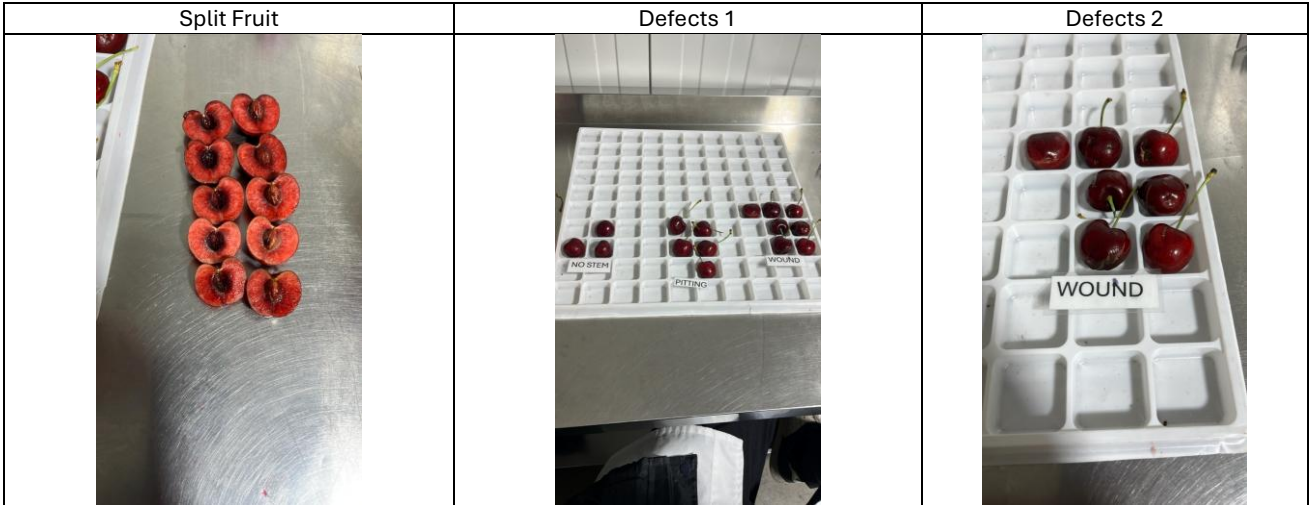 Split Fruit
Defects 1
Defects 2
NO STEM
WOUND
PITTING
WOUND